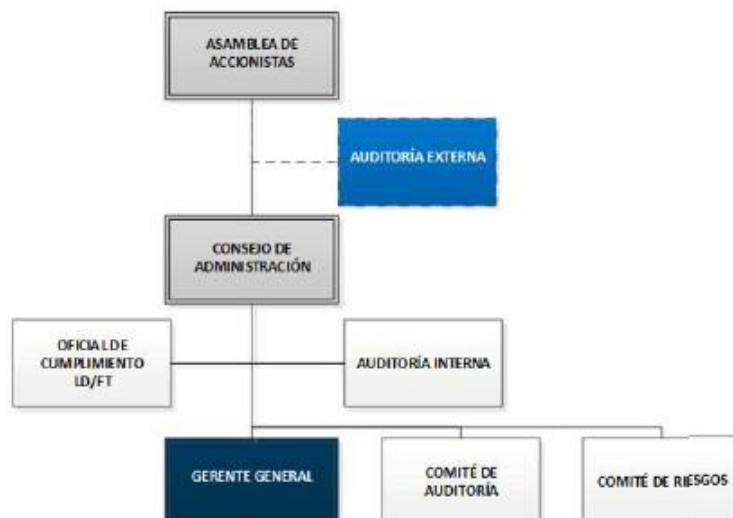 ASAMBLEA DE
ACCIONISTAS
AUDITORÍA EXTERNA
CONSEJO DE
ADMINISTRACIÓN
OFICIAL DE
CUMPLIMIENTO
LD/FT
AUDITORÍA INTERNA
GERENTE GENERAL
COMITÉ DE
AUDITORÍA
COMITÉ DE RIESGOS